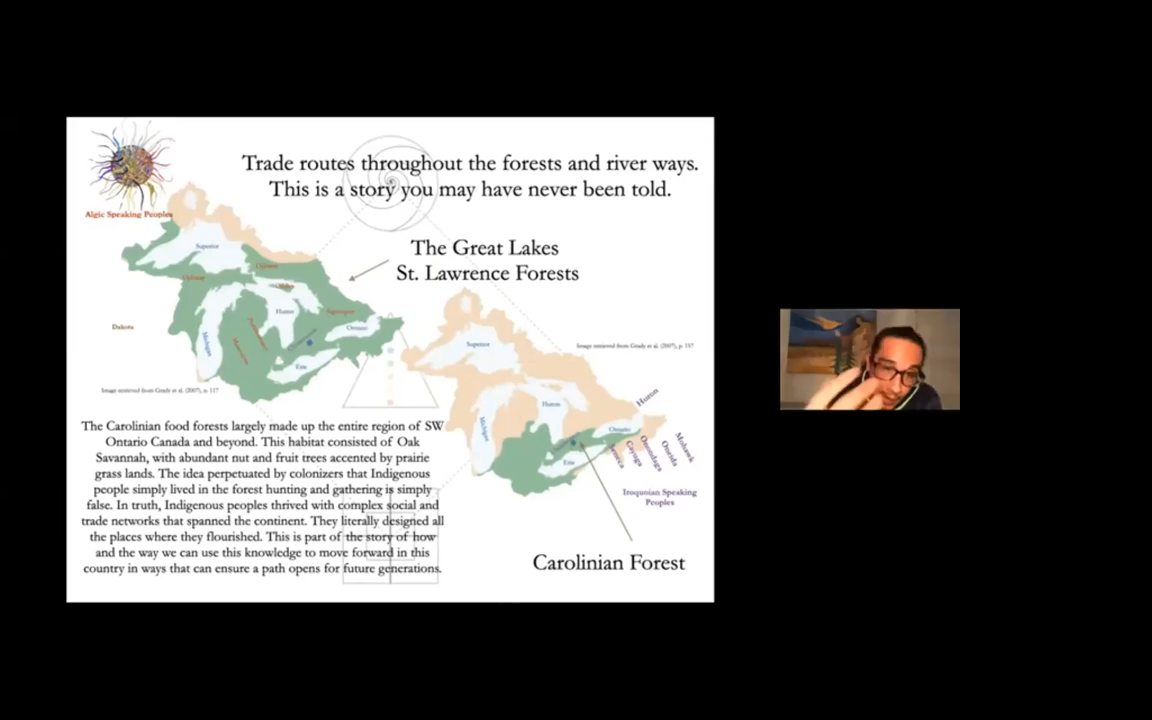 Trade routes throughout the forests and river ways.
This is a story you may have never been told.
Algic Speaking Peoples
The Great Lakes
St. Lawrence Forests
Superior
Ojibway
Huron
Ontario
Michigan
Erie
Dakota
Image retrieved from Grady et al. (2007), p. 117
Superior
Image retrieved from Grady et al. (2007), p. 157
Huron
Michigan
Ontario
Erie
Huron
Seneca
Cayuga
Onondaga
Oneida
Mohawk
Iroquoian Speaking
Peoples
The Carolinian food forests largely made up the entire region of SW
Ontario Canada and beyond. This habitat consisted of Oak
Savannah, with abundant nut and fruit trees accented by prairie
grass lands. The idea perpetuated by colonizers that Indigenous
people simply lived in the forest hunting and gathering is simply
false. In truth, Indigenous peoples thrived with complex social and
trade networks that spanned the continent. They literally designed all
the places where they flourished. This is part of the story of how
and the way we can use this knowledge to move forward in this
country in ways that can ensure a path opens for future generations.
Carolinian Forest